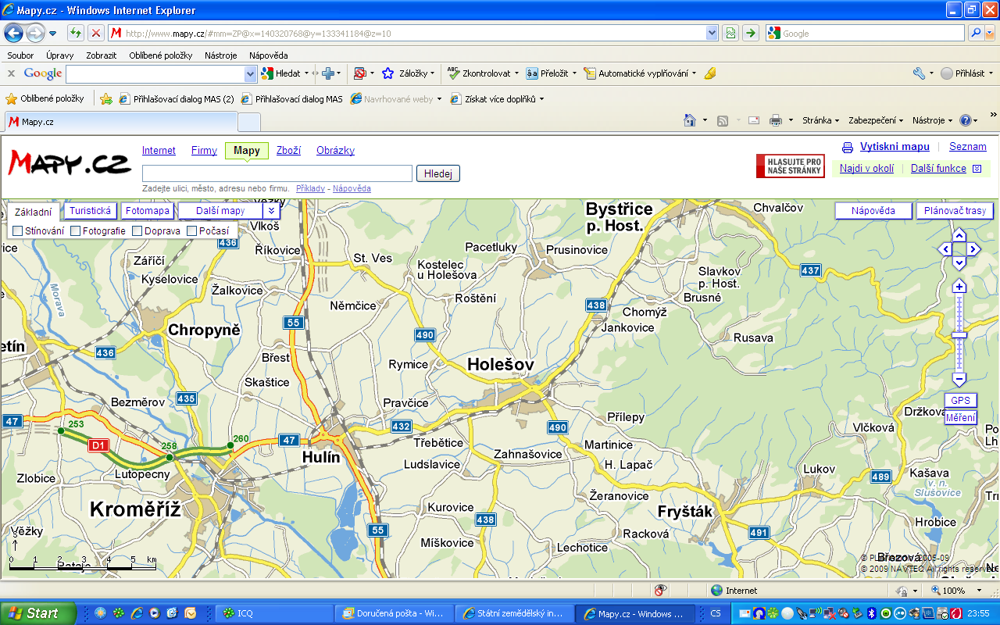 Mapy.cz - Windows Internet Explorer
http://www.mapy.cz/#mm=ZP@x=140320768@y=133341184@z=10
Google
Soubor Úpravy Zobrazit Oblíbené položky Nástroje Nápověda
x Google Hledat Záložky Zkontrolovat Přeložit Automatické vyplňování Přihlásit
Oblíbené položky Přihlašovací dialog MAS (2) Přihlašovací dialog MAS Navrhované weby Získat více doplňků
Mapy.cz Stránka Zabezpečení Nástroje
MAPY.CZ Internet Firmy Mapy Zboží Obrázky Vytiskni mapu Seznam
Hledej HLASUJTE PRO NAŠE STRÁNKY Najdi v okolí Další funkce
Zadejte ulici, město, adresu nebo firmu. Příklady - Nápověda
Základní Turistická Fotomapa Další mapy Nápověda Plánovač trasy
Stínování Fotografie Doprava Počasí
Vlkoš
Bystřice p. Host.
Chvalčov
436
Říkovice
Pacetluky
Prusinovice
Záříčí
St. Ves
Kostelec u Holešova
437
Kyselovice
Slavkov p. Host.
Žalkovice
Roštění
Brusné
Morava
Němčice
438
Chomýž
55
Jankovice
Chropyně
490
Rusava
436
Břest
Rymice
Holešov
Skaštice
435
Bezměrov
Pravčice
GPS
Držková
Měření
47
253
432
Přílepy
490
Vlčková
D1
258
260
47
Hulín
Třebětice
Martinice
Zahnašovice
Lutopecny
Zlobice
Ludslavice
H. Lapač
Lukov
489
Kašava
v. n. Slušovice
Žeranovice
Kroměříž
Kurovice
438
Fryšták
Hrobice
Věžky
55
Míškovice
Racková
491
Lechotice
Březová
0 1 2 3 4 5 km
© 2009 NAVTEQ All rights reserved
Internet 100%
Start ICQ Doručená pošta - Wi... Státní zemědělský in... Mapy.cz - Windows ... CS 23:55